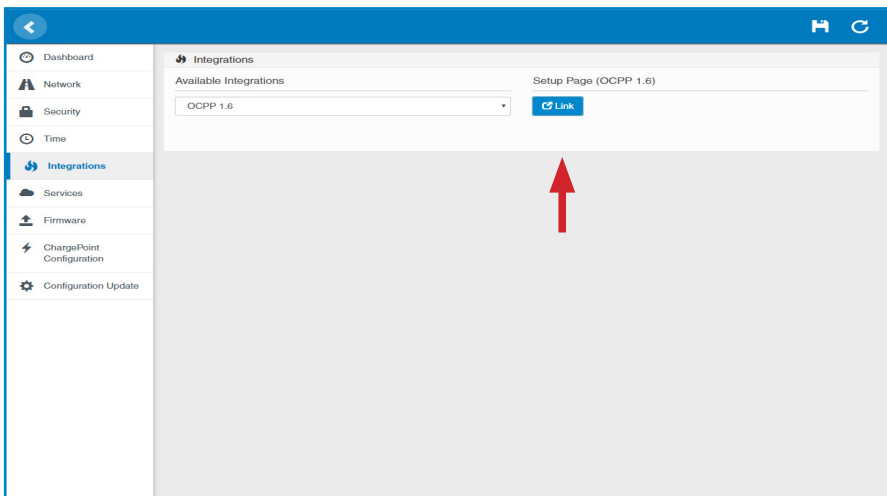 Dashboard
Network
Security
Time
Integrations
Services
Firmware
ChargePoint
Configuration
Configuration Update
Integrations
Available Integrations
OCPP 1.6
Setup Page (OCPP 1.6)
Link